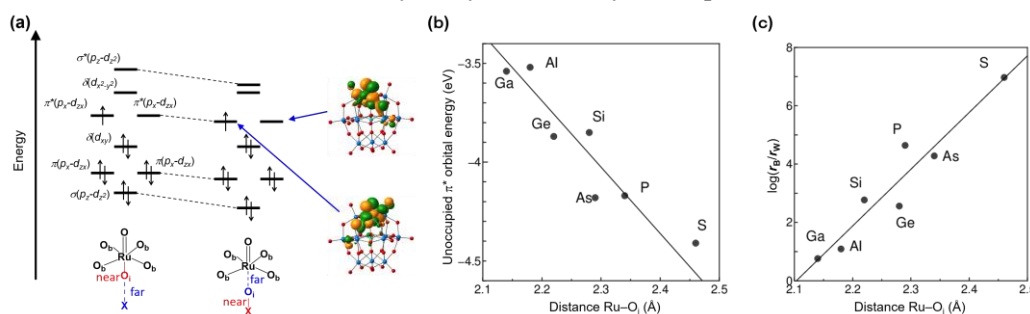 (a)
Energy
σ*(pz-dz²)
δ(dx²-y²)
π*(px-dzx) π*(px-dzx)
δ(dxy)
π(px-dzx) π(px-dzx)
σ(pz-dz²)
O
Ob Ru Ob
Ob Ob
near Oi
far
X
O
Ob Ru Ob
Ob Ob
far
Oi
near
X
(b)
Unoccupied π* orbital energy (eV)
−3.5
−4
−4.5
Ga
Al
Ge
Si
As
P
S
2.1 2.2 2.3 2.4 2.5
Distance Ru–Oi (Å)
(c)
log(rB/rW)
8
6
4
2
0
S
P
As
Si
Ge
Ga
Al
2.1 2.2 2.3 2.4 2.5
Distance Ru–Oi (Å)